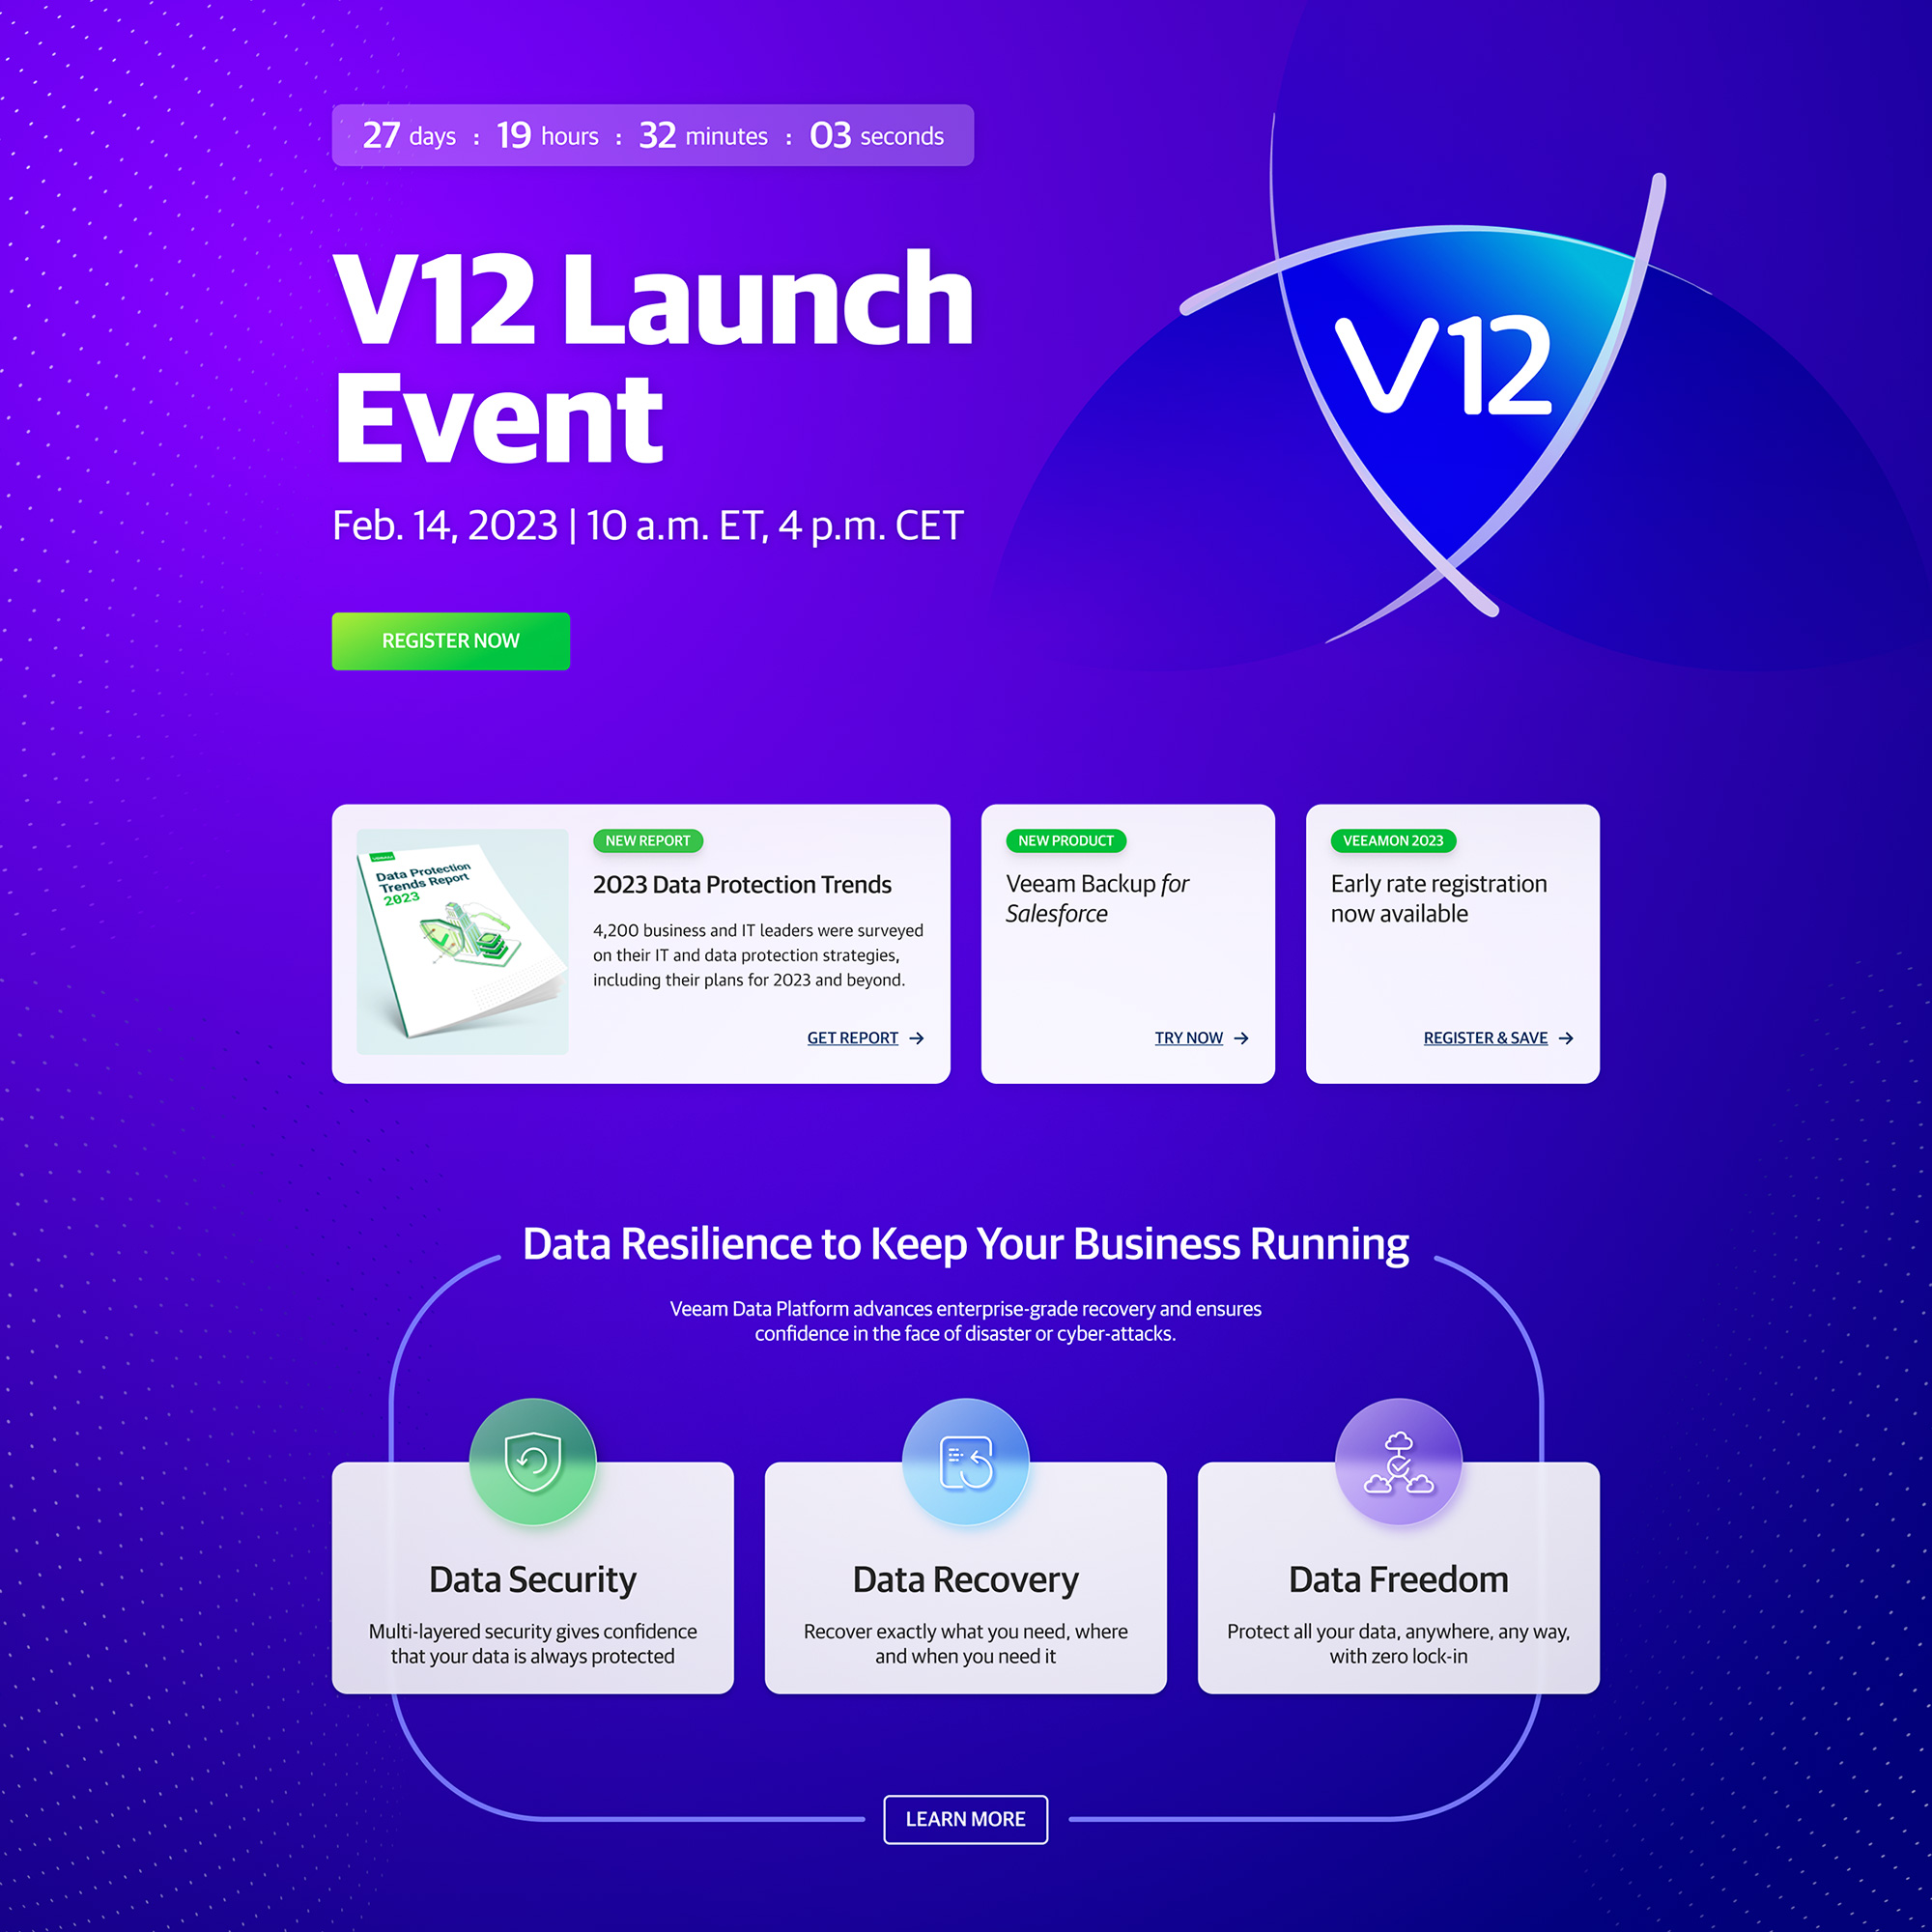 27 days : 19 hours : 32 minutes : 03 seconds
V12 Launch
Event
Feb. 14, 2023 | 10 a.m. ET, 4 p.m. CET
REGISTER NOW
V12
Data Protection
Trends Report
2023
NEW REPORT
2023 Data Protection Trends
4,200 business and IT leaders were surveyed
on their IT and data protection strategies,
including their plans for 2023 and beyond.
GET REPORT →
NEW PRODUCT
Veeam Backup for
Salesforce
TRY NOW →
VEEAMON 2023
Early rate registration
now available
REGISTER & SAVE →
Data Resilience to Keep Your Business Running
Veeam Data Platform advances enterprise-grade recovery and ensures
confidence in the face of disaster or cyber-attacks.
Data Security
Multi-layered security gives confidence
that your data is always protected
Data Recovery
Recover exactly what you need, where
and when you need it
Data Freedom
Protect all your data, anywhere, any way,
with zero lock-in
LEARN MORE